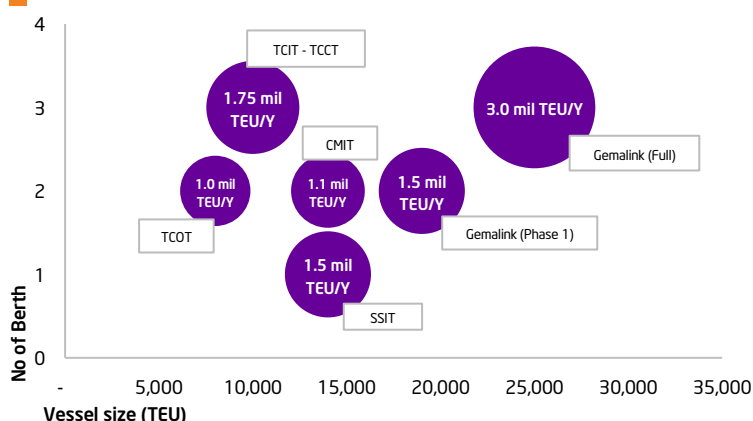 4
TCIT - TCCT
1.75 mil
TEU/Y
3
3.0 mil TEU/Y
CMIT
Gemalink (Full)
1.0 mil
TEU/Y
1.1 mil
TEU/Y
1.5 mil
TEU/Y
2
TCOT
Gemalink (Phase 1)
1.5 mil
TEU/Y
1
SSIT
0
No of Berth
-
5,000
10,000
15,000
20,000
25,000
30,000
35,000
Vessel size (TEU)